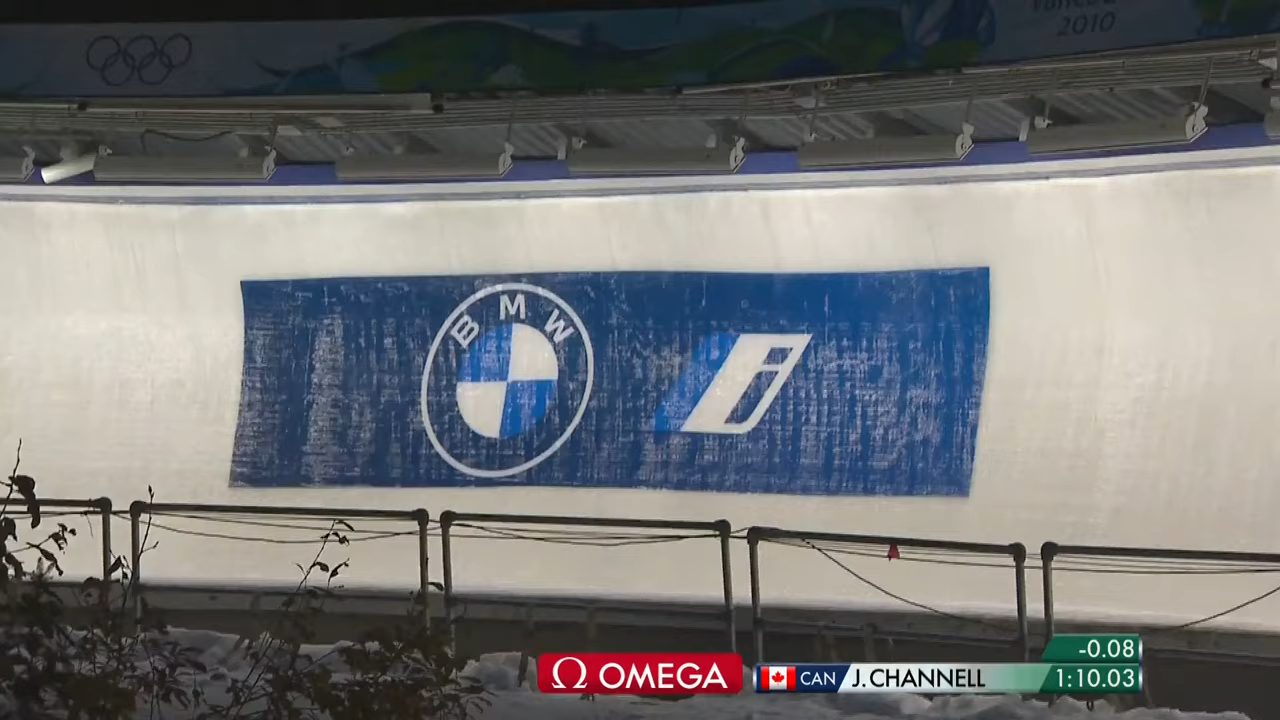 2010
BMW
i
-0.08
Ω OMEGA
CAN J. CHANNELL 1:10.03